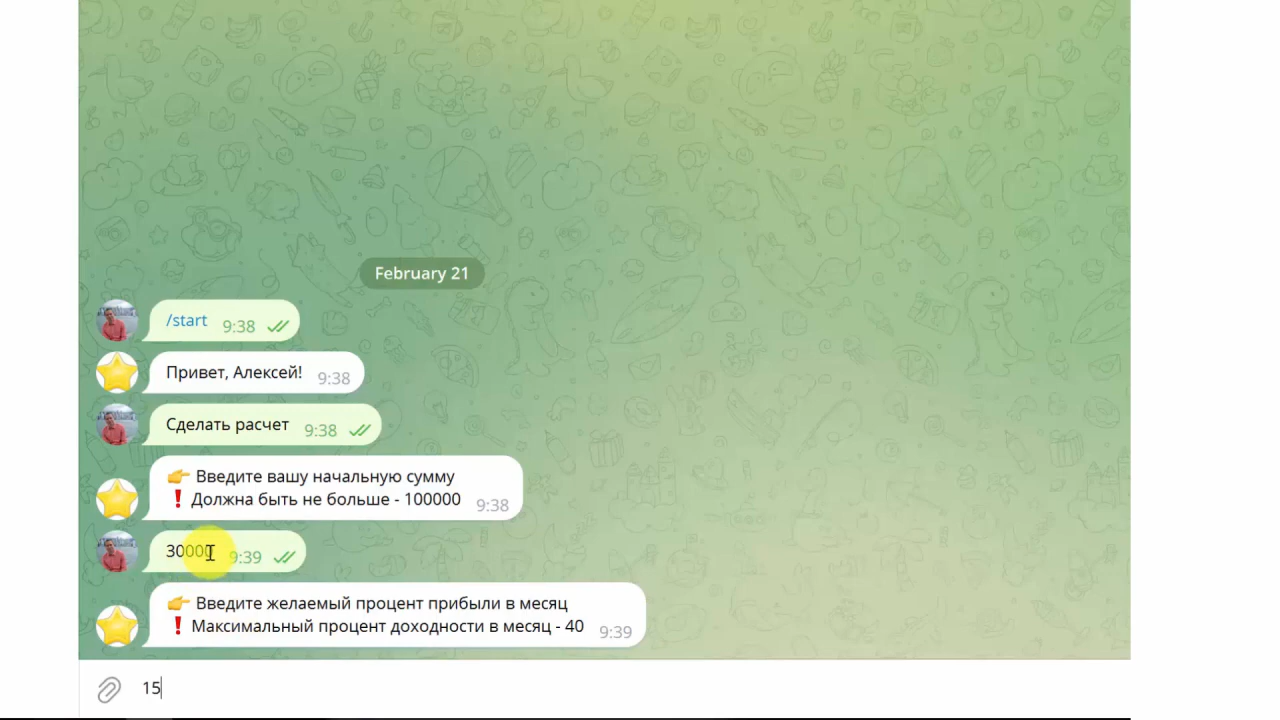 February 21
/start 9:38
Привет, Алексей! 9:38
Сделать расчет 9:38
👉 Введите вашу начальную сумму
❗ Должна быть не больше - 100000 9:38
30000 9:39
👉 Введите желаемый процент прибыли в месяц
❗ Максимальный процент доходности в месяц - 40 9:39
15